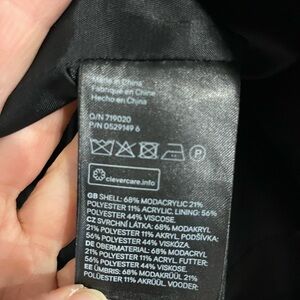 Made in China
Fabriqué en Chine
Hecho en China
O/N 719020
P/N 0529149 6
P
clevercare.info
GB SHELL: 68% MODACRYLIC 21%
POLYESTER 11% ACRYLIC. LINING: 56%
POLYESTER 44% VISCOSE.
CZ SVRCHNÍ LÁTKA: 68% MODAKRYL
21% POLYESTER 11% AKRYL. PODŠÍVKA:
56% POLYESTER 44% VISKÓZA.
DE OBERMATERIAL: 68% MODACRYL
21% POLYESTER 11% ACRYL. FUTTER:
56% POLYESTER 44% VISKOSE.
EE ÜMBRIS: 68% MODAKRÜÜL 21%
POLÜESTER 11% AKRÜÜL. VOODER: